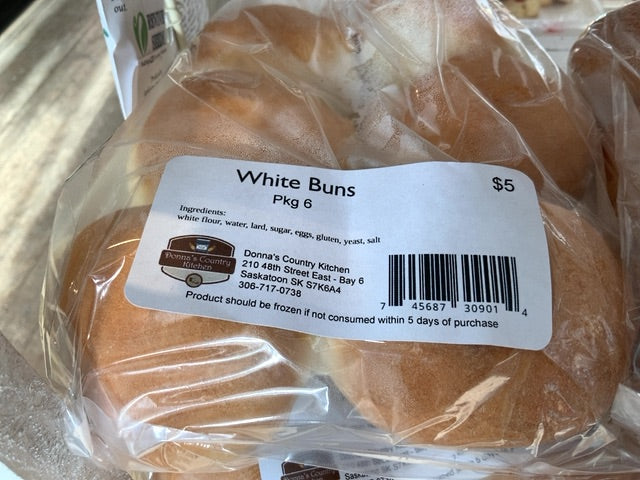 out
White Buns
$5
Pkg 6
Ingredients:
white flour, water, lard, sugar, eggs, gluten, yeast, salt
Donna's Country
Kitchen
Donna's Country Kitchen
210 48th Street East - Bay 6
Saskatoon SK S7K6A4
306-717-0738
7 45687 30901 4
Product should be frozen if not consumed within 5 days of purchase